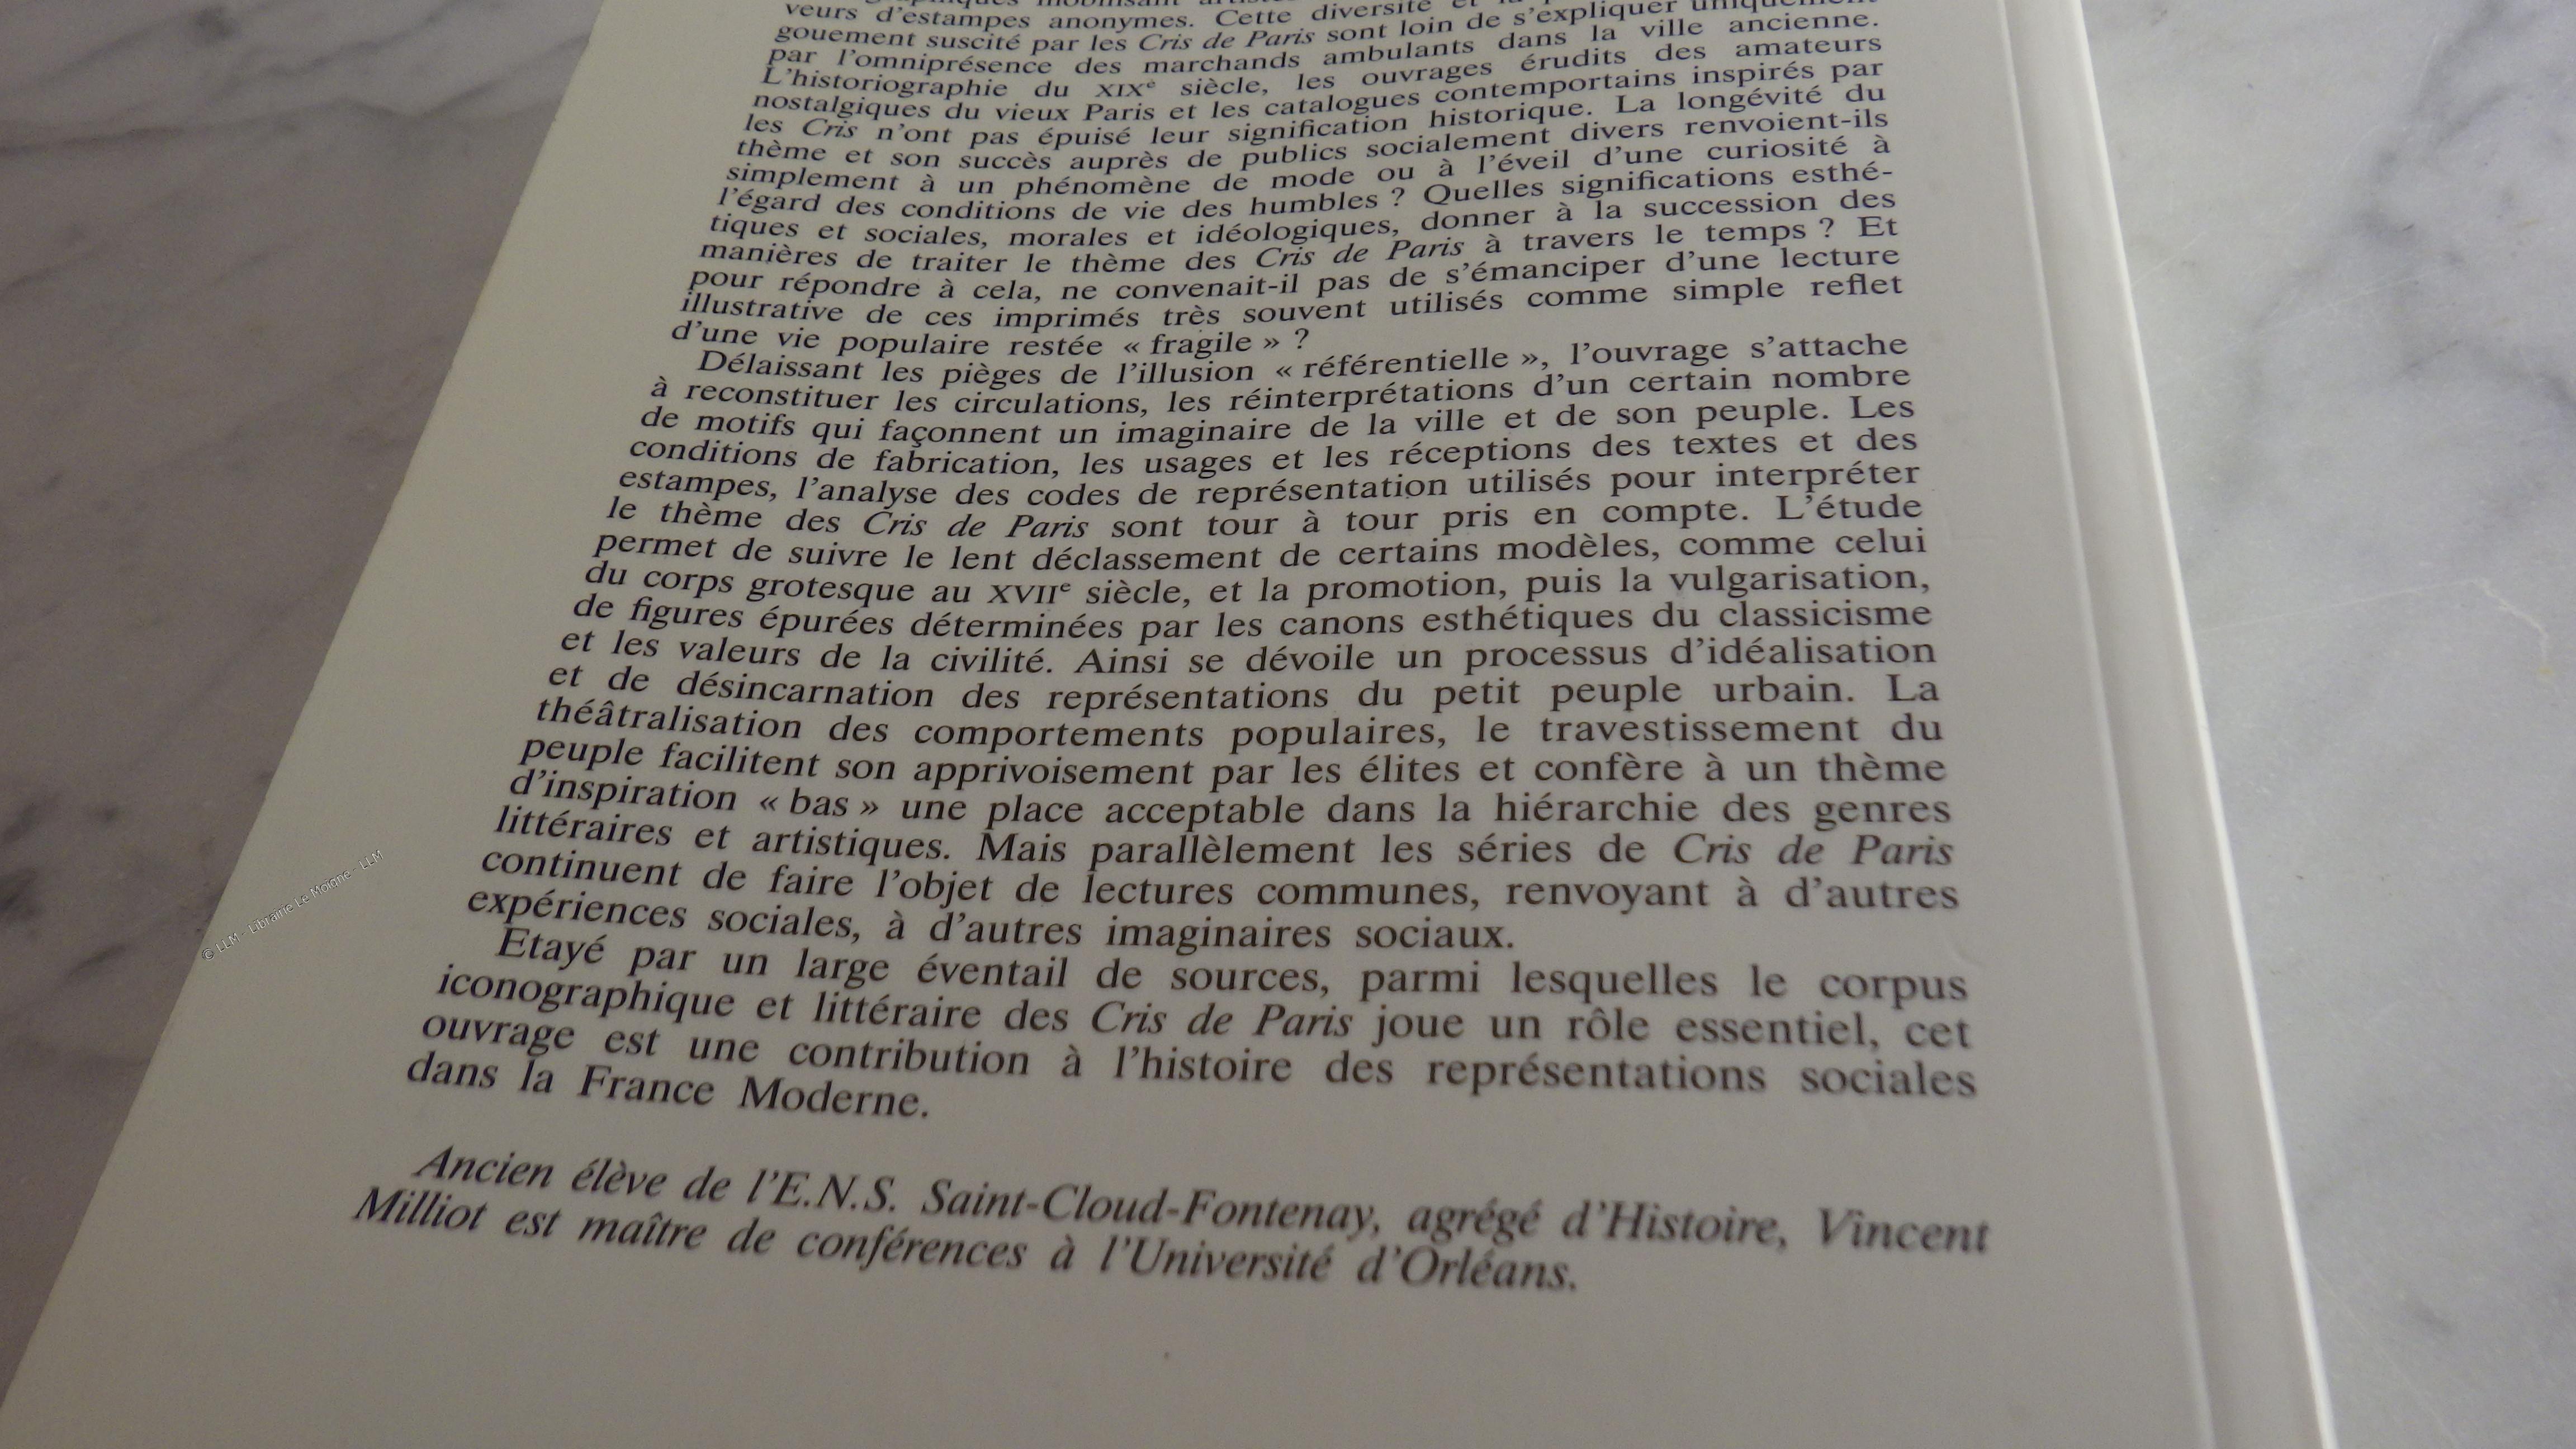 veurs d'estampes anonymes. Cette diversité et la
gouement suscité par les Cris de Paris sont loin de s'expliquer uniquement
par l'omniprésence des marchands ambulants dans la ville ancienne.
L'historiographie du XIXe siècle, les ouvrages érudits des amateurs
nostalgiques du vieux Paris et les catalogues contemportains inspirés par
les Cris n'ont pas épuisé leur signification historique. La longévité du
thème et son succès auprès de publics socialement divers renvoient-ils
simplement à un phénomène de mode ou à l'éveil d'une curiosité à
l'égard des conditions de vie des humbles ? Quelles significations esthé-
tiques et sociales, morales et idéologiques, donner à la succession des
manières de traiter le thème des Cris de Paris à travers le temps ? Et
pour répondre à cela, ne convenait-il pas de s'émanciper d'une lecture
illustrative de ces imprimés très souvent utilisés comme simple reflet
d'une vie populaire restée « fragile » ?
Délaissant les pièges de l'illusion « référentielle », l'ouvrage s'attache
à reconstituer les circulations, les réinterprétations d'un certain nombre
de motifs qui façonnent un imaginaire de la ville et de son peuple. Les
conditions de fabrication, les usages et les réceptions des textes et des
estampes, l'analyse des codes de représentation utilisés pour interpréter
le thème des Cris de Paris sont tour à tour pris en compte. L'étude
permet de suivre le lent déclassement de certains modèles, comme celui
du corps grotesque au XVIIe siècle, et la promotion, puis la vulgarisation,
de figures épurées déterminées par les canons esthétiques du classicisme
et les valeurs de la civilité. Ainsi se dévoile un processus d'idéalisation
et de désincarnation des représentations du petit peuple urbain. La
théâtralisation des comportements populaires, le travestissement du
peuple facilitent son apprivoisement par les élites et confère à un thème
d'inspiration « bas » une place acceptable dans la hiérarchie des genres
littéraires et artistiques. Mais parallèlement les séries de Cris de Paris
continuent de faire l'objet de lectures communes, renvoyant à d'autres
expériences sociales, à d'autres imaginaires sociaux.
Etayé par un large éventail de sources, parmi lesquelles le corpus
iconographique et littéraire des Cris de Paris joue un rôle essentiel, cet
ouvrage est une contribution à l'histoire des représentations sociales
dans la France Moderne.
Ancien élève de l'E.N.S. Saint-Cloud-Fontenay, agrégé d'Histoire, Vincent
Milliot est maître de conférences à l'Université d'Orléans.
© LLM - Librairie Le Moigne - LLM